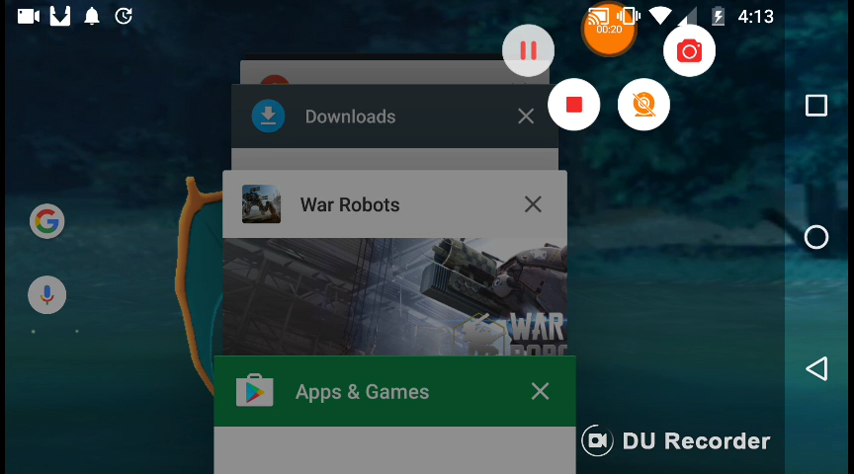 4:13
00:20
Downloads
War Robots
WAR
Apps & Games
DU Recorder